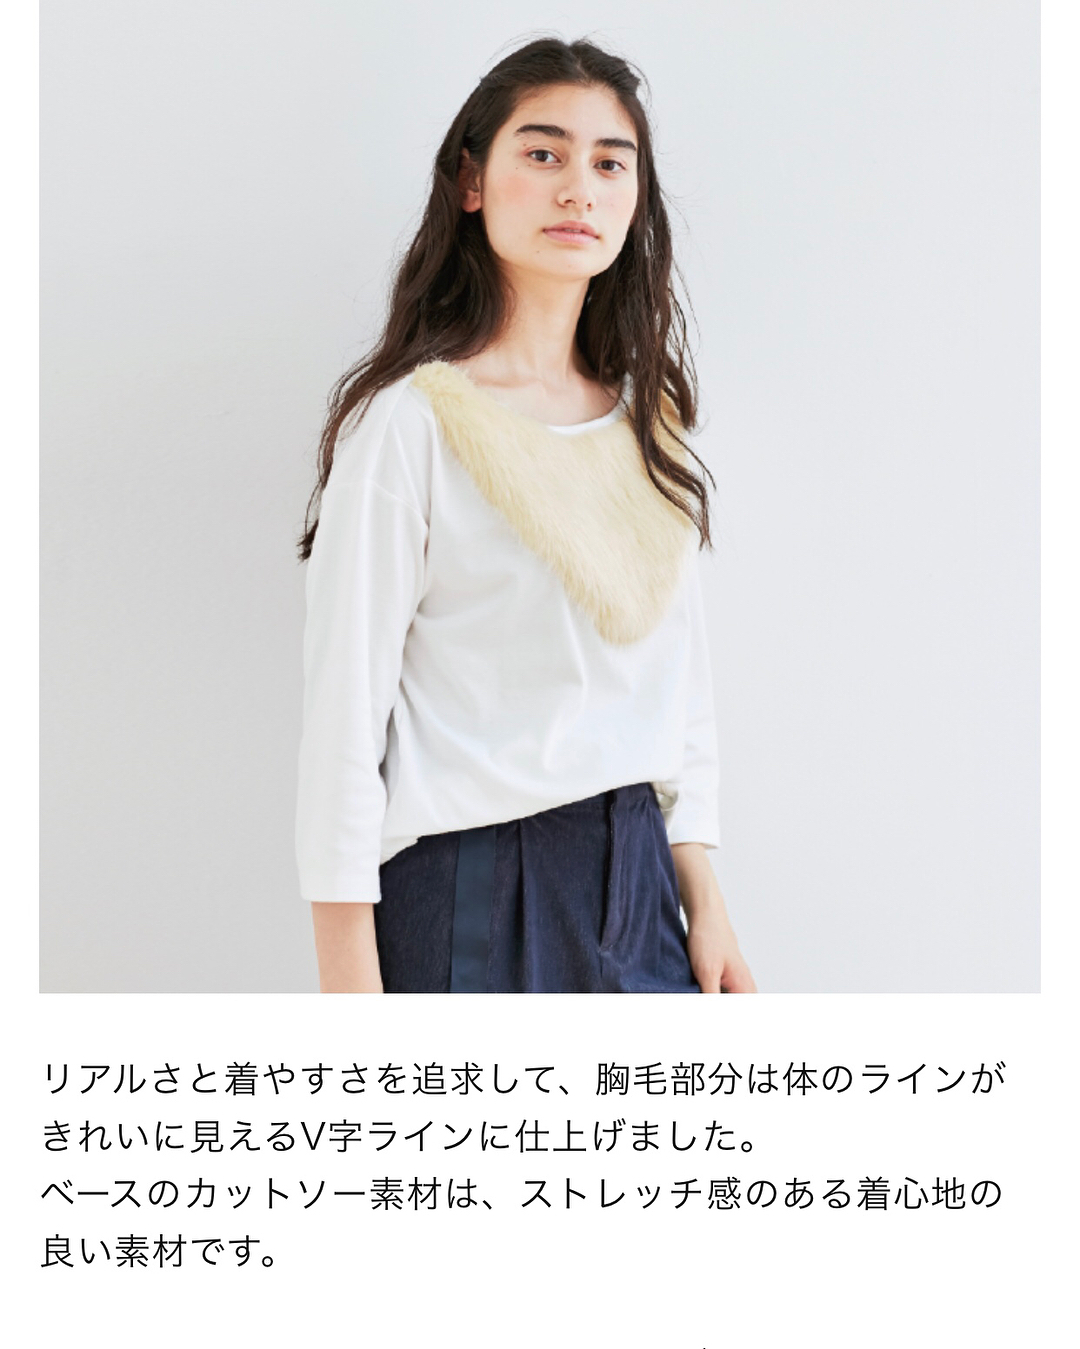 リアルさと着やすさを追求して、胸毛部分は体のラインが
きれいに見えるV字ラインに仕上げました。
ベースのカットソー素材は、ストレッチ感のある着心地の
良い素材です。